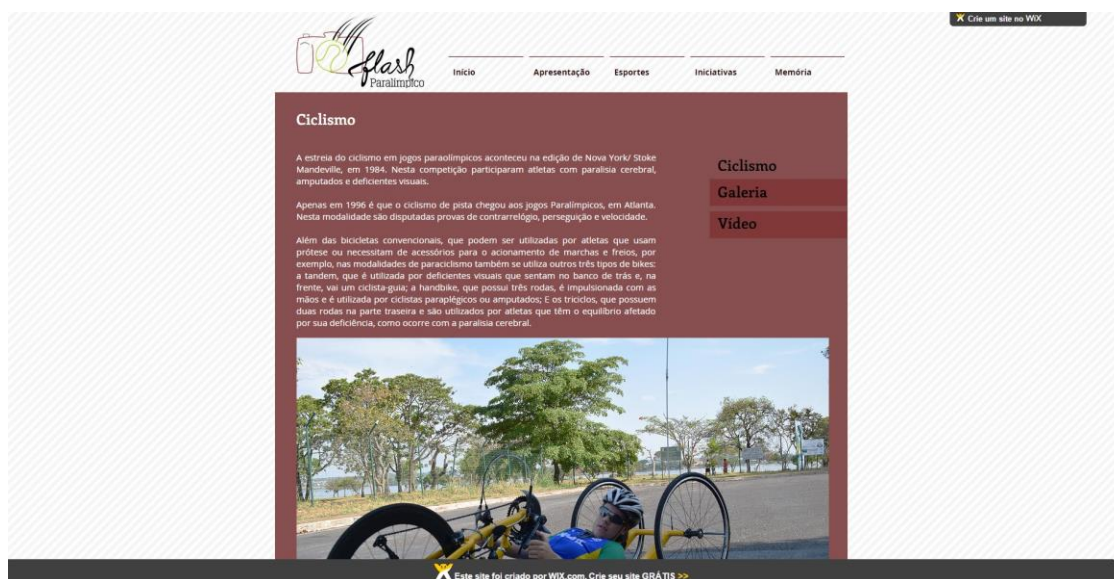 Crie um site no WiX
flash
Paralímpico
Início Apresentação Esportes Iniciativas Memória
Ciclismo
A estreia do ciclismo em jogos paraolímpicos aconteceu na edição de Nova York/ Stoke
Mandeville, em 1984. Nesta competição participaram atletas com paralisia cerebral,
amputados e deficientes visuais.
Apenas em 1996 é que o ciclismo de pista chegou aos jogos Paralímpicos, em Atlanta.
Nesta modalidade são disputadas provas de contrarrelógio, perseguição e velocidade.
Além das bicicletas convencionais, que podem ser utilizadas por atletas que usam
prótese ou necessitam de acessórios para o acionamento de marchas e freios, por
exemplo, nas modalidades de paraciclismo também se utiliza outros três tipos de bikes:
a tandem, que é utilizada por deficientes visuais que sentam no banco de trás e, na
frente, vai um ciclista-guia; a handbike, que possui três rodas, é impulsionada com as
mãos e é utilizada por ciclistas paraplégicos ou amputados; E os triciclos, que possuem
duas rodas na parte traseira e são utilizados por atletas que têm o equilíbrio afetado
por sua deficiência, como ocorre com a paralisia cerebral.
Ciclismo
Galeria
Vídeo
Este site foi criado por WIX.com. Crie seu site GRÁTIS >>